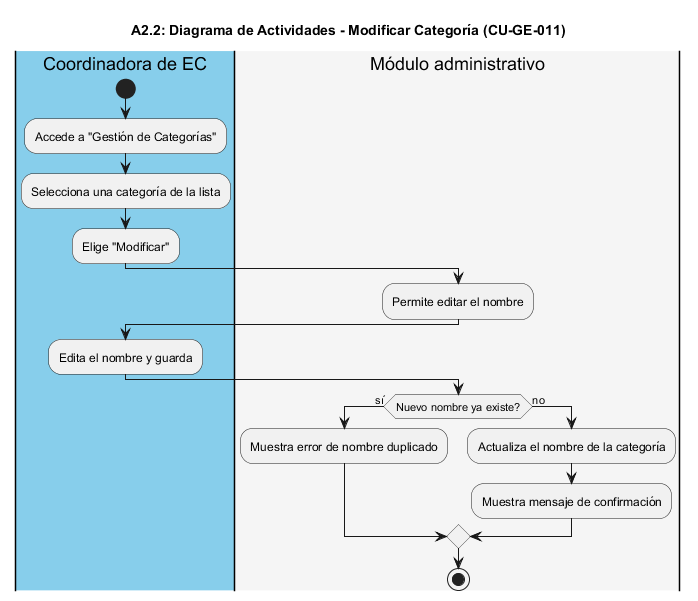 A2.2: Diagrama de Actividades - Modificar Categoría (CU-GE-011)
Coordinadora de EC
Módulo administrativo
Accede a "Gestión de Categorías"
Selecciona una categoría de la lista
Elige "Modificar"
Permite editar el nombre
Edita el nombre y guarda
sí
Nuevo nombre ya existe?
no
Muestra error de nombre duplicado
Actualiza el nombre de la categoría
Muestra mensaje de confirmación